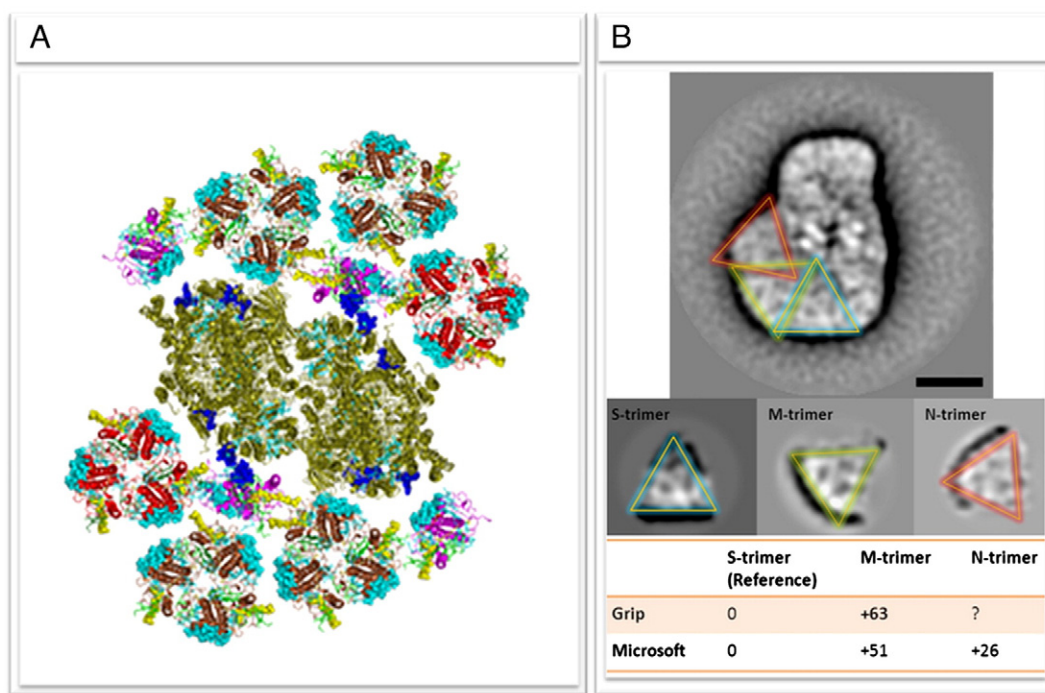 A
B
S-trimer M-trimer N-trimer
S-trimer M-trimer N-trimer
(Reference)
Grip 0 +63 ?
Microsoft 0 +51 +26